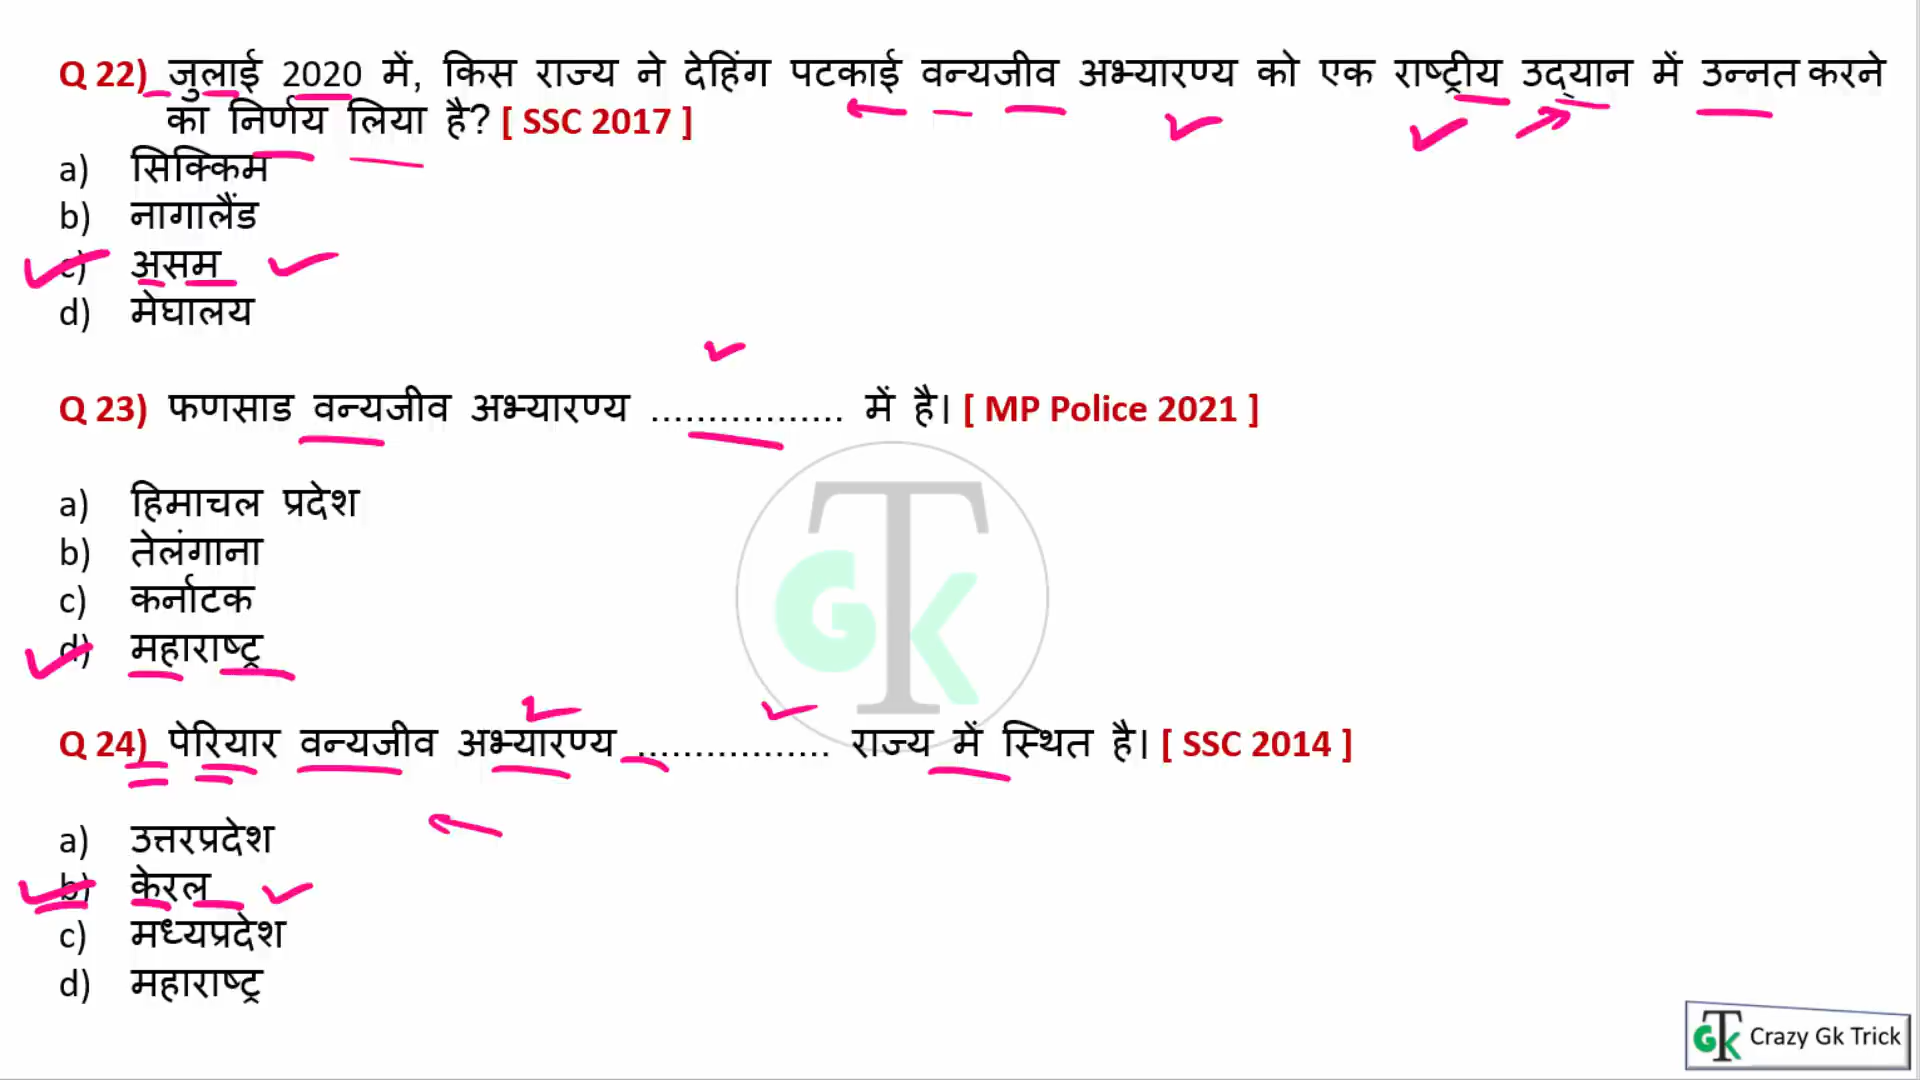 Q 22) जुलाई 2020 में, किस राज्य ने देहिंग पटकाई वन्यजीव अभ्यारण्य को एक राष्ट्रीय उद्यान में उन्नत करने
का निर्णय लिया है? [ SSC 2017 ]
a) सिक्किम
b) नागालैंड
c) असम
d) मेघालय
Q 23) फणसाड वन्यजीव अभ्यारण्य ................. में है। [ MP Police 2021 ]
a) हिमाचल प्रदेश
b) तेलंगाना
c) कर्नाटक
d) महाराष्ट्र
Q 24) पेरियार वन्यजीव अभ्यारण्य ................. राज्य में स्थित है। [ SSC 2014 ]
a) उत्तरप्रदेश
b) केरल
c) मध्यप्रदेश
d) महाराष्ट्र
GTK
GTK Crazy Gk Trick